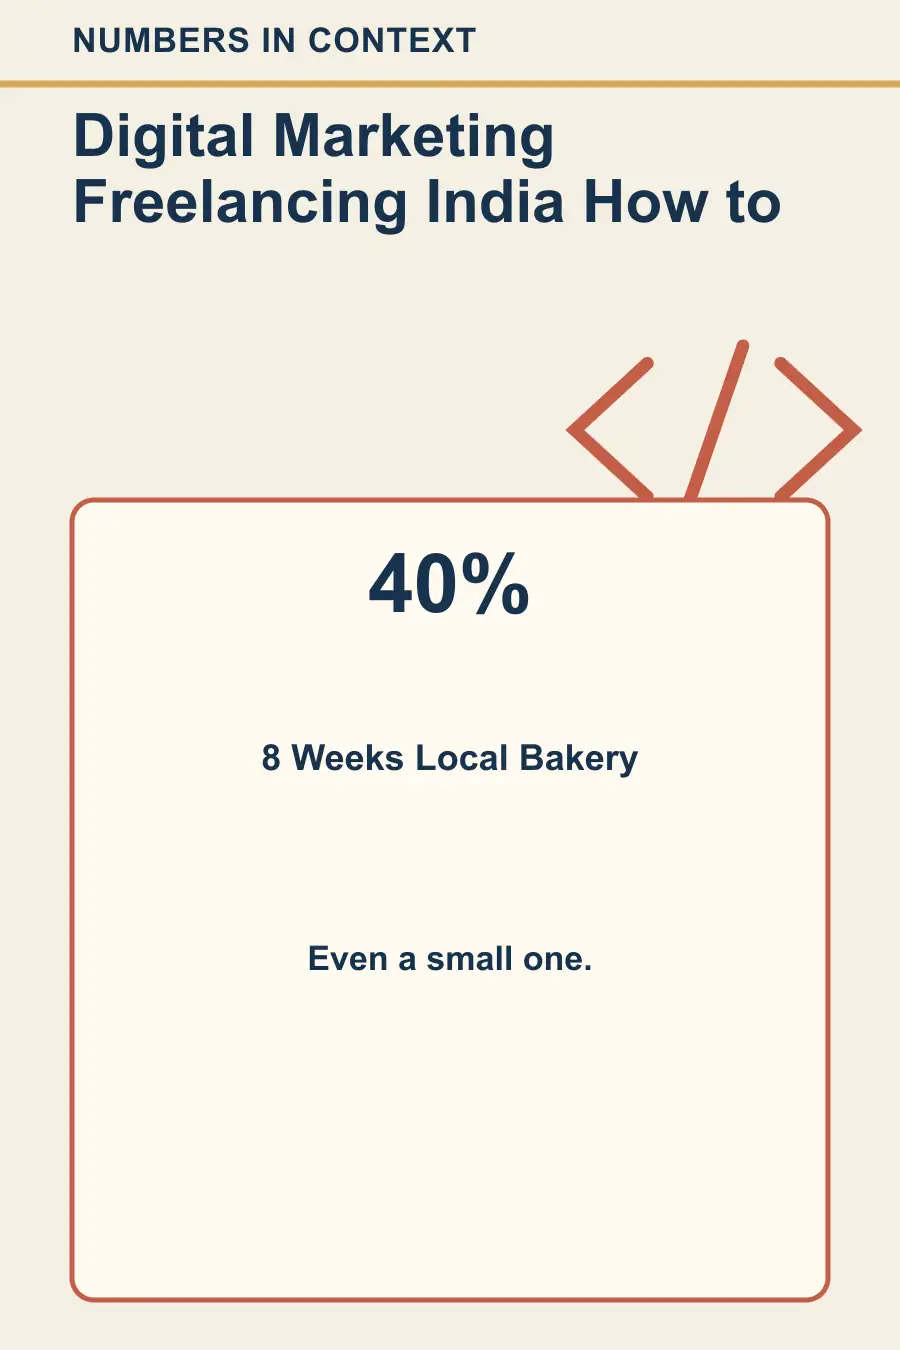 NUMBERS IN CONTEXT
Digital Marketing
Freelancing India How to
40%
8 Weeks Local Bakery
Even a small one.